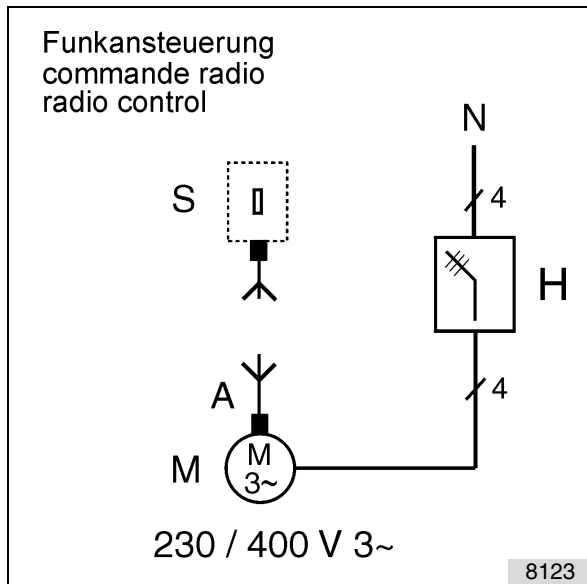 Funkansteuerung
commande radio
radio control
N
S
4
H
4
A
M
M
3~
230 / 400 V 3~
8123